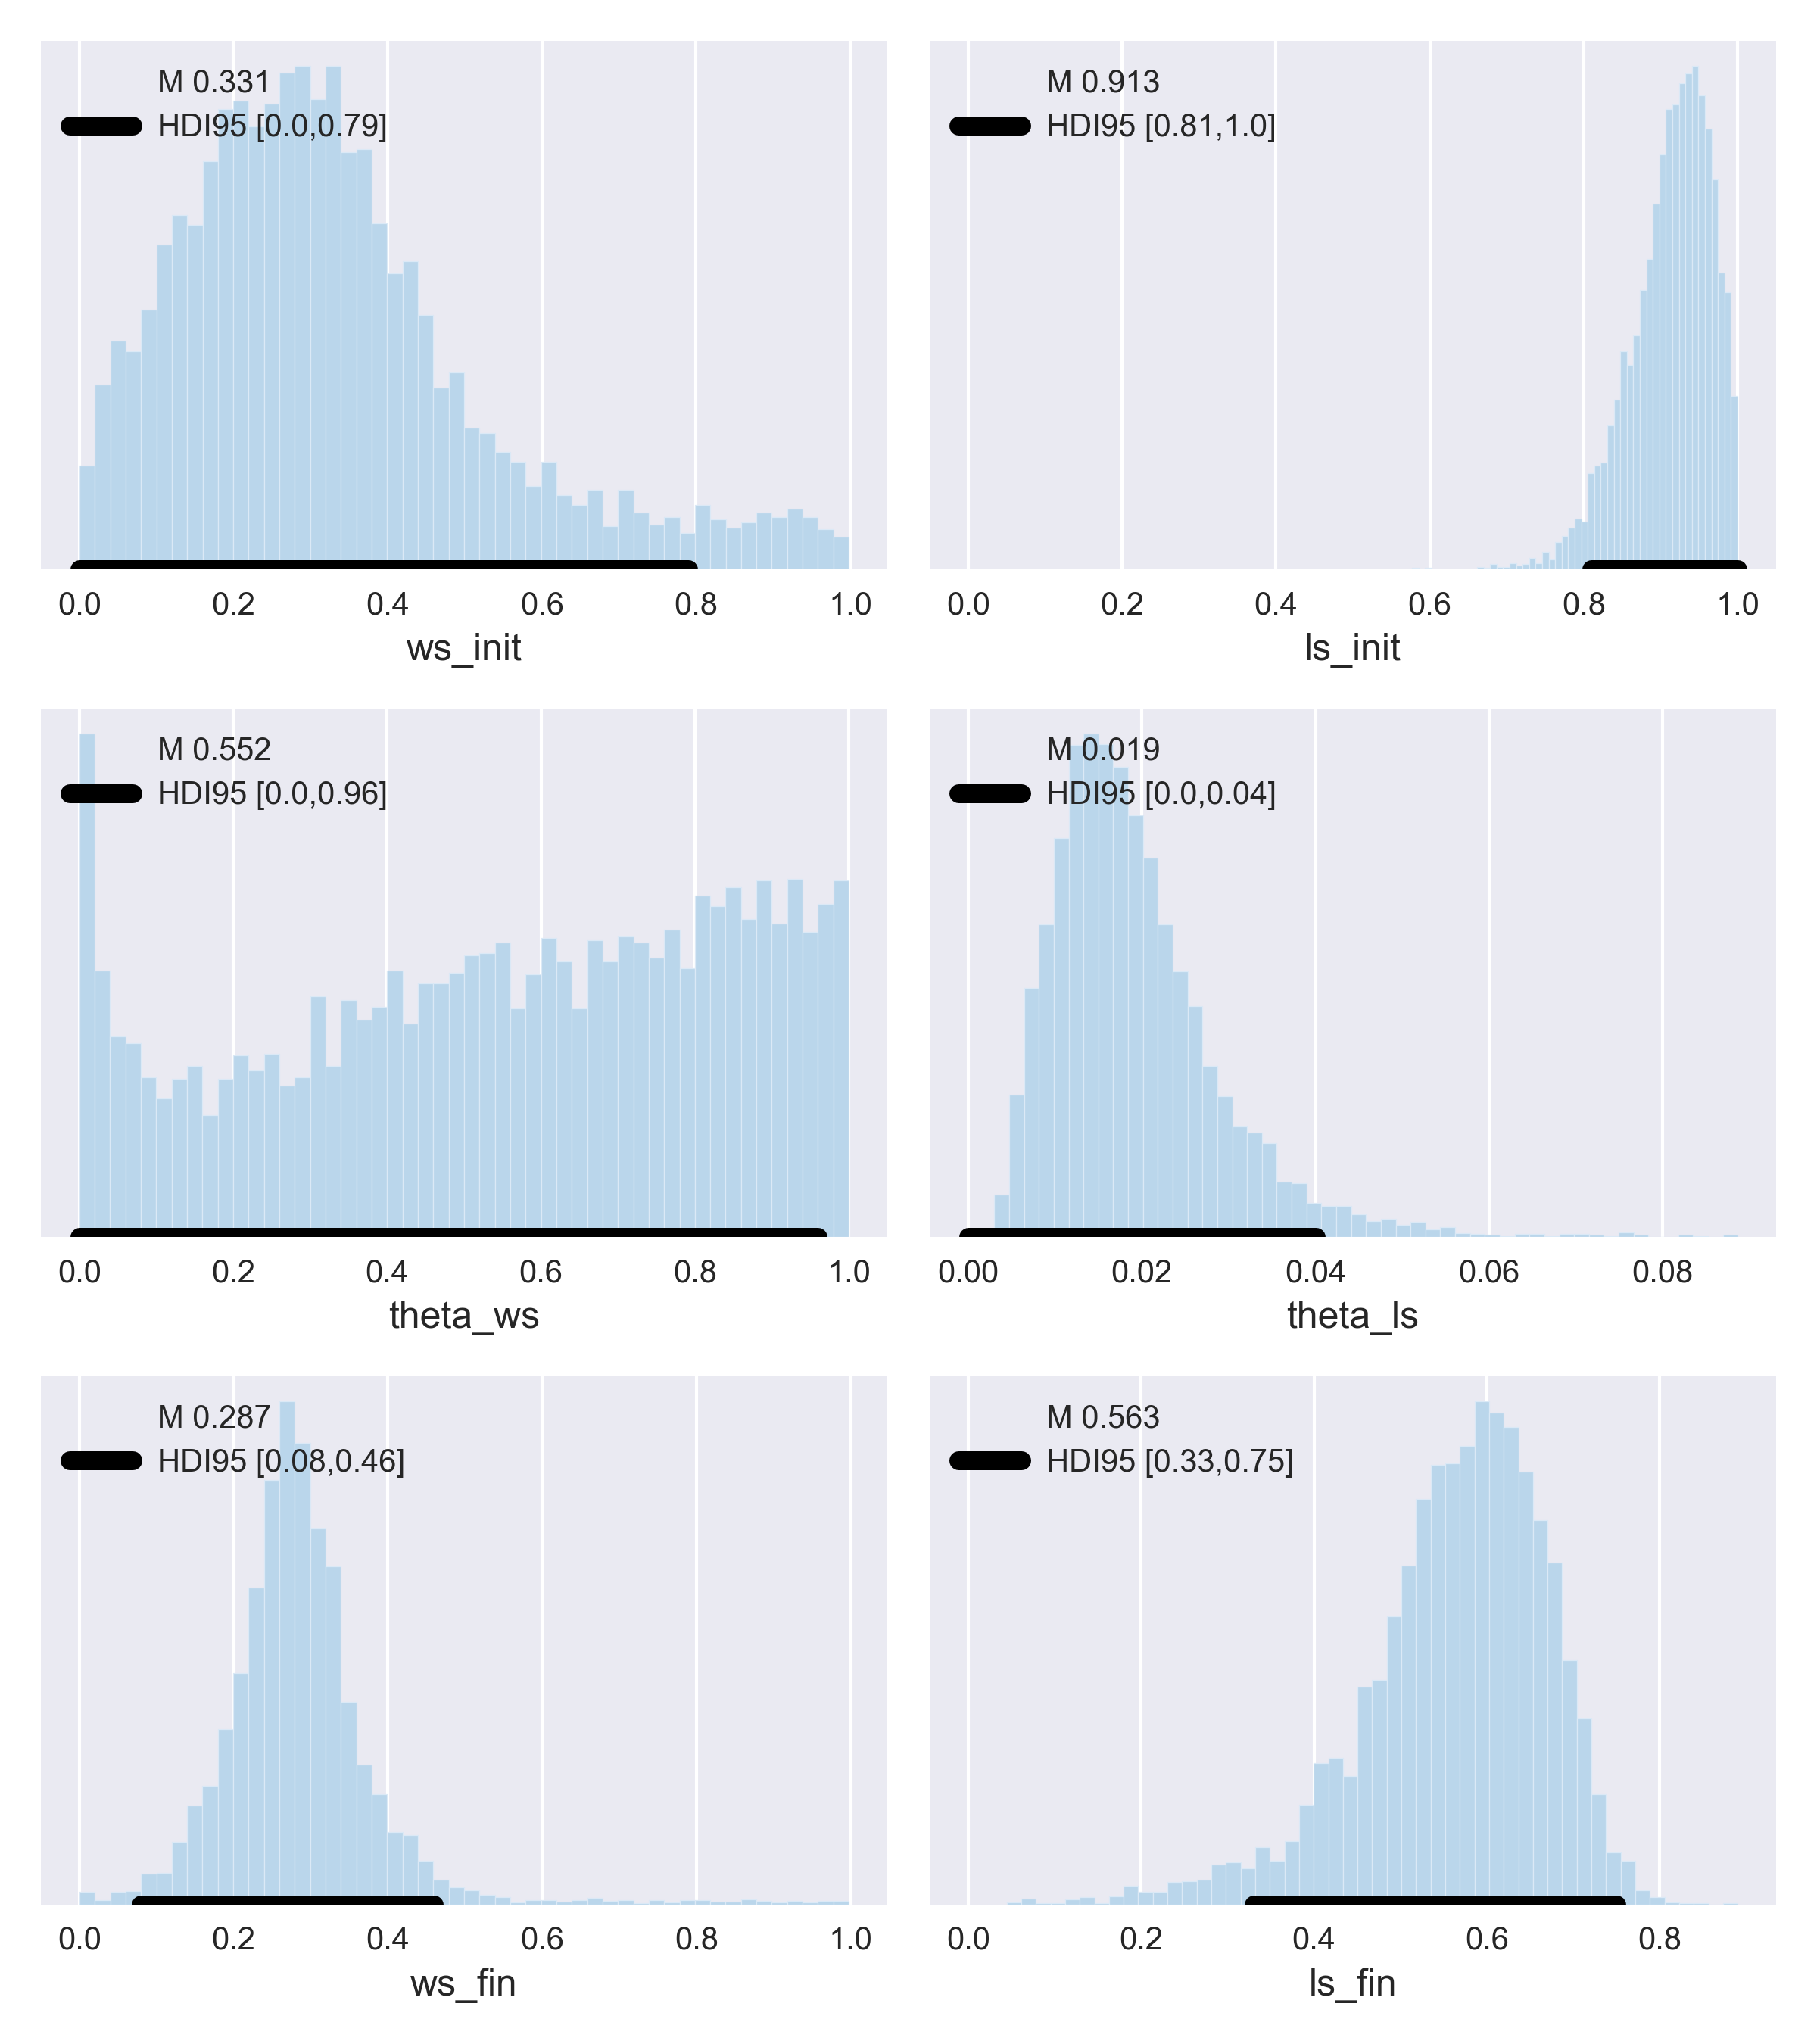 M 0.331
HDI95 [0.0,0.79]
0.0 0.2 0.4 0.6 0.8 1.0
ws_init
M 0.913
HDI95 [0.81,1.0]
0.0 0.2 0.4 0.6 0.8 1.0
ls_init
M 0.552
HDI95 [0.0,0.96]
0.0 0.2 0.4 0.6 0.8 1.0
theta_ws
M 0.019
HDI95 [0.0,0.04]
0.00 0.02 0.04 0.06 0.08
theta_ls
M 0.287
HDI95 [0.08,0.46]
0.0 0.2 0.4 0.6 0.8 1.0
ws_fin
M 0.563
HDI95 [0.33,0.75]
0.0 0.2 0.4 0.6 0.8
ls_fin